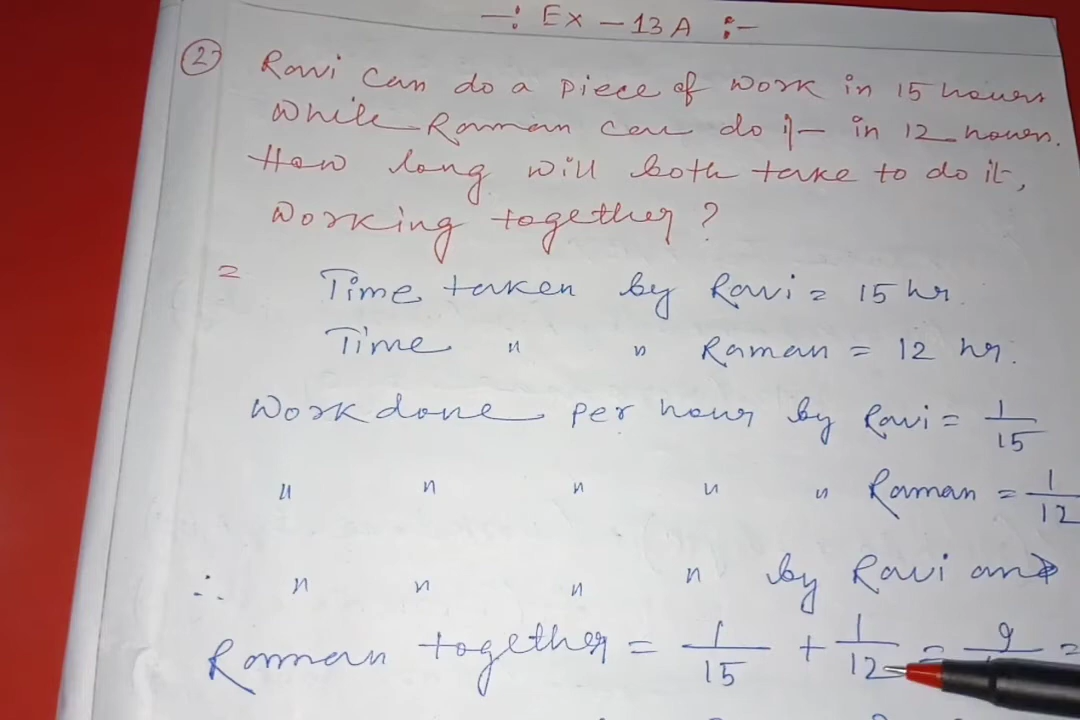 -: Ex - 13A :-
(2) Ravi can do a piece of work in 15 hours
while Raman can do it in 12 hours.
How long will both take to do it,
working together?
= Time taken by Ravi = 15 hr.
Time " " Raman = 12 hr.
Work done per hour by Ravi = 1/15
" " " " " Raman = 1/12
∴ " " " " by Ravi and
Raman together = 1/15 + 1/12 = 9/ =